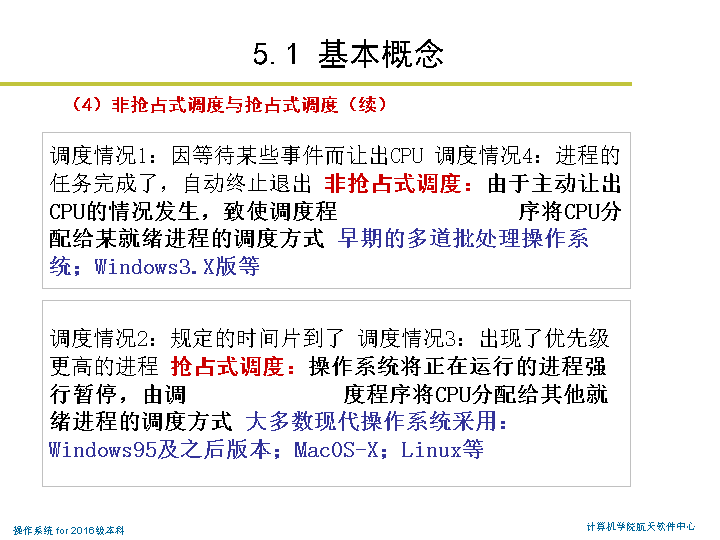 5.1 基本概念
（4）非抢占式调度与抢占式调度（续）
调度情况1：因等待某些事件而让出CPU 调度情况4：进程的
任务完成了，自动终止退出 非抢占式调度：由于主动让出
CPU的情况发生，致使调度程 序将CPU分
配给某就绪进程的调度方式 早期的多道批处理操作系
统；Windows3.X版等
调度情况2：规定的时间片到了 调度情况3：出现了优先级
更高的进程 抢占式调度：操作系统将正在运行的进程强
行暂停，由调 度程序将CPU分配给其他就
绪进程的调度方式 大多数现代操作系统采用：
Windows95及之后版本；MacOS-X；Linux等
操作系统 for 2016级本科
计算机学院航天软件中心